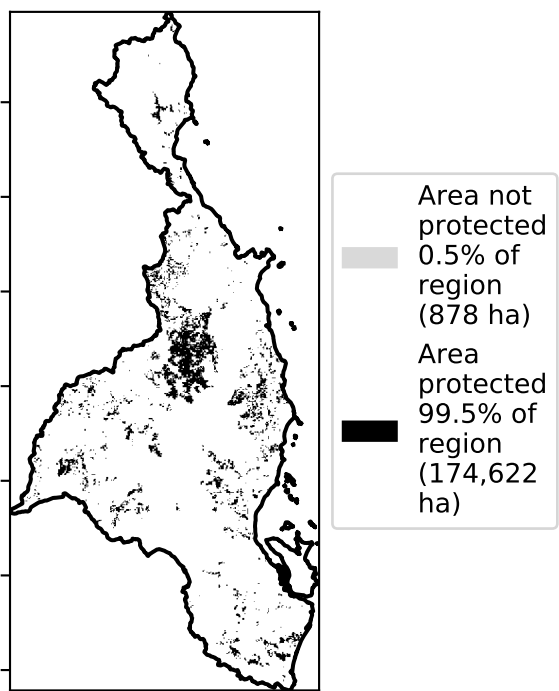 Area not
protected
0.5% of
region
(878 ha)
Area
protected
99.5% of
region
(174,622
ha)